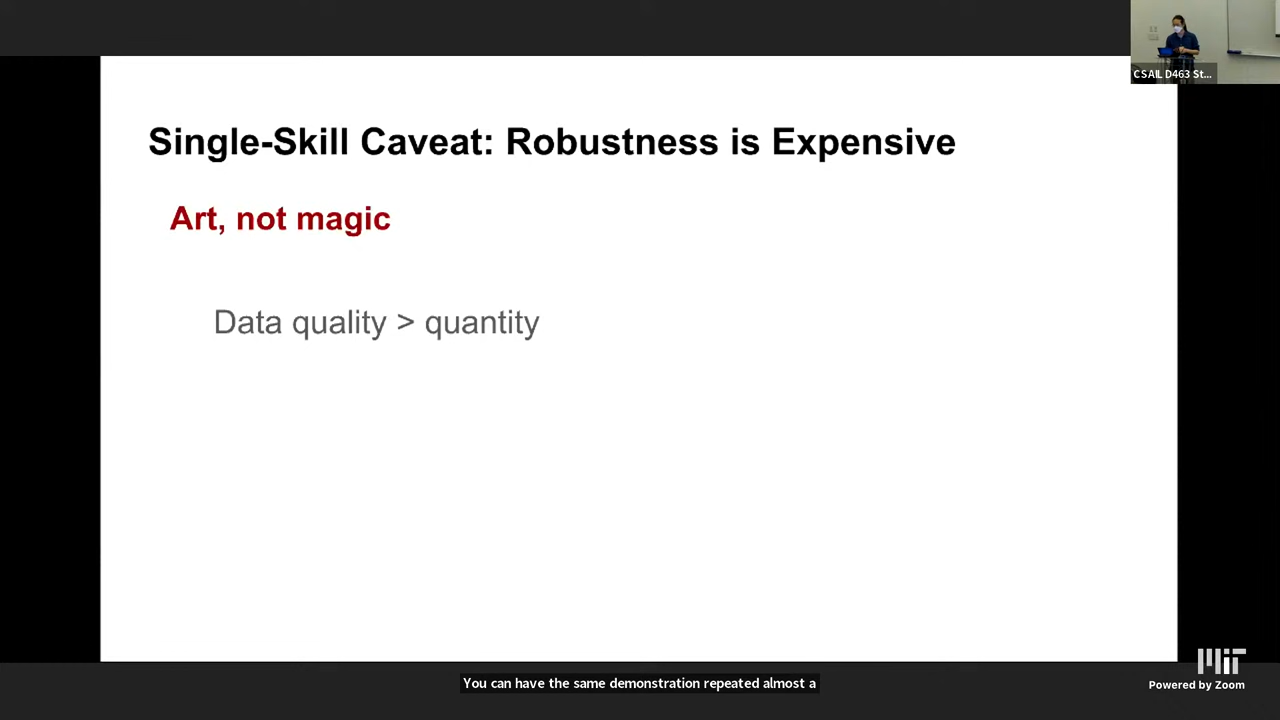 CSAIL D463 St...
Single-Skill Caveat: Robustness is Expensive
Art, not magic
Data quality > quantity
You can have the same demonstration repeated almost a
MIT
Powered by Zoom